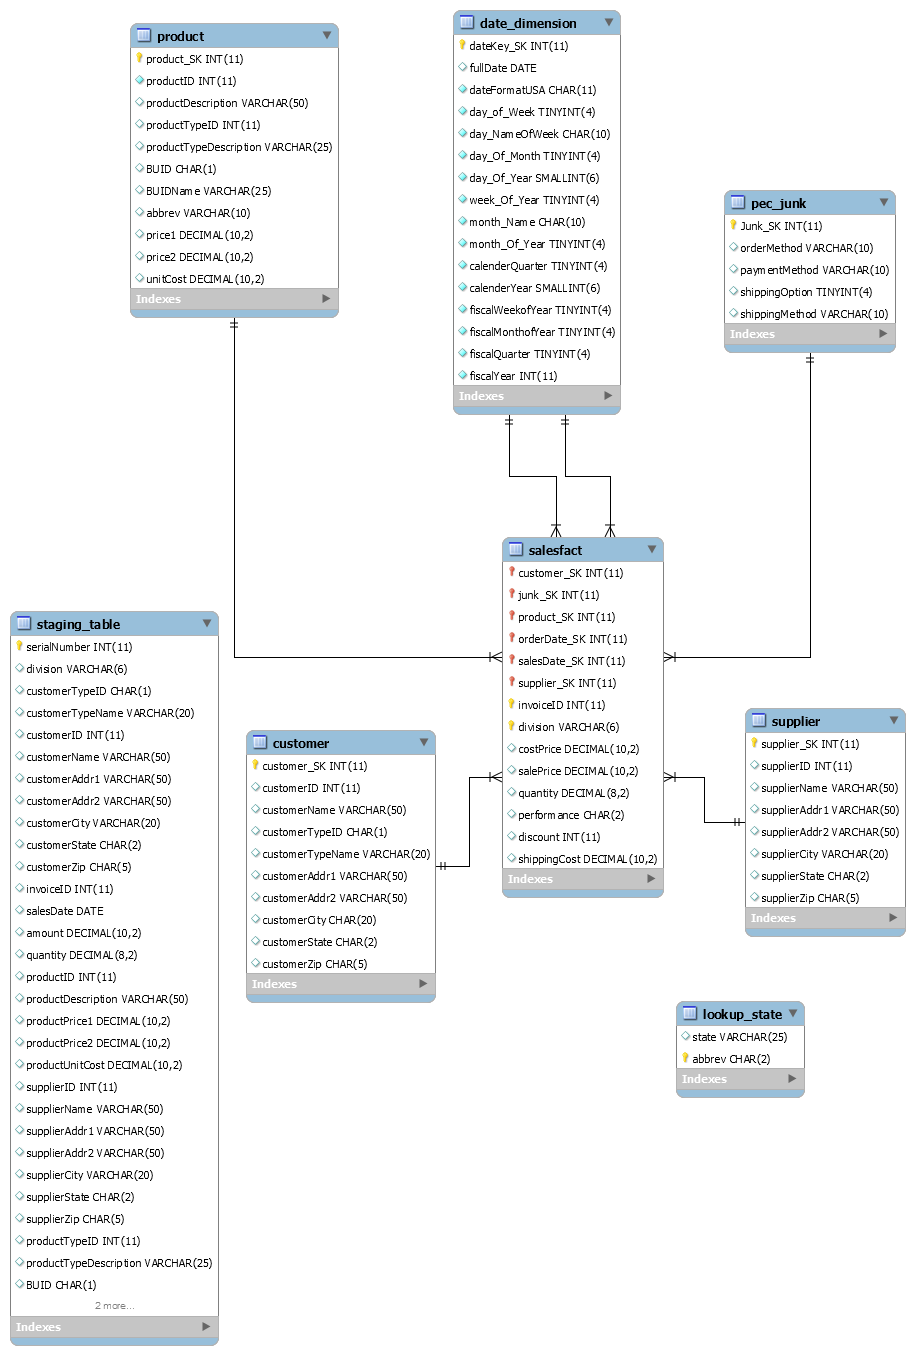 product
product_SK INT(11)
productID INT(11)
productDescription VARCHAR(50)
productTypeID INT(11)
productTypeDescription VARCHAR(25)
BUID CHAR(1)
BUIDName VARCHAR(25)
abbrev VARCHAR(10)
price1 DECIMAL(10,2)
price2 DECIMAL(10,2)
unitCost DECIMAL(10,2)
Indexes
date_dimension
dateKey_SK INT(11)
fullDate DATE
dateFormatUSA CHAR(11)
day_of_Week TINYINT(4)
day_NameOfWeek CHAR(10)
day_Of_Month TINYINT(4)
day_Of_Year SMALLINT(6)
week_Of_Year TINYINT(4)
month_Name CHAR(10)
month_Of_Year TINYINT(4)
calenderQuarter TINYINT(4)
calenderYear SMALLINT(6)
fiscalWeekofYear TINYINT(4)
fiscalMonthofYear TINYINT(4)
fiscalQuarter TINYINT(4)
fiscalYear INT(11)
Indexes
pec_junk
Junk_SK INT(11)
orderMethod VARCHAR(10)
paymentMethod VARCHAR(10)
shippingOption TINYINT(4)
shippingMethod VARCHAR(10)
Indexes
salesfact
customer_SK INT(11)
junk_SK INT(11)
product_SK INT(11)
orderDate_SK INT(11)
salesDate_SK INT(11)
supplier_SK INT(11)
invoiceID INT(11)
division VARCHAR(6)
costPrice DECIMAL(10,2)
salePrice DECIMAL(10,2)
quantity DECIMAL(8,2)
performance CHAR(2)
discount INT(11)
shippingCost DECIMAL(10,2)
Indexes
staging_table
serialNumber INT(11)
division VARCHAR(6)
customerTypeID CHAR(1)
customerTypeName VARCHAR(20)
customerID INT(11)
customerName VARCHAR(50)
customerAddr1 VARCHAR(50)
customerAddr2 VARCHAR(50)
customerCity VARCHAR(20)
customerState CHAR(2)
customerZip CHAR(5)
invoiceID INT(11)
salesDate DATE
amount DECIMAL(10,2)
quantity DECIMAL(8,2)
productID INT(11)
productDescription VARCHAR(50)
productPrice1 DECIMAL(10,2)
productPrice2 DECIMAL(10,2)
productUnitCost DECIMAL(10,2)
supplierID INT(11)
supplierName VARCHAR(50)
supplierAddr1 VARCHAR(50)
supplierAddr2 VARCHAR(50)
supplierCity VARCHAR(20)
supplierState CHAR(2)
supplierZip CHAR(5)
productTypeID INT(11)
productTypeDescription VARCHAR(25)
BUID CHAR(1)
2 more...
Indexes
customer
customer_SK INT(11)
customerID INT(11)
customerName VARCHAR(50)
customerTypeID CHAR(1)
customerTypeName VARCHAR(20)
customerAddr1 VARCHAR(50)
customerAddr2 VARCHAR(50)
customerCity CHAR(20)
customerState CHAR(2)
customerZip CHAR(5)
Indexes
supplier
supplier_SK INT(11)
supplierID INT(11)
supplierName VARCHAR(50)
supplierAddr1 VARCHAR(50)
supplierAddr2 VARCHAR(50)
supplierCity VARCHAR(20)
supplierState CHAR(2)
supplierZip CHAR(5)
Indexes
lookup_state
state VARCHAR(25)
abbrev CHAR(2)
Indexes